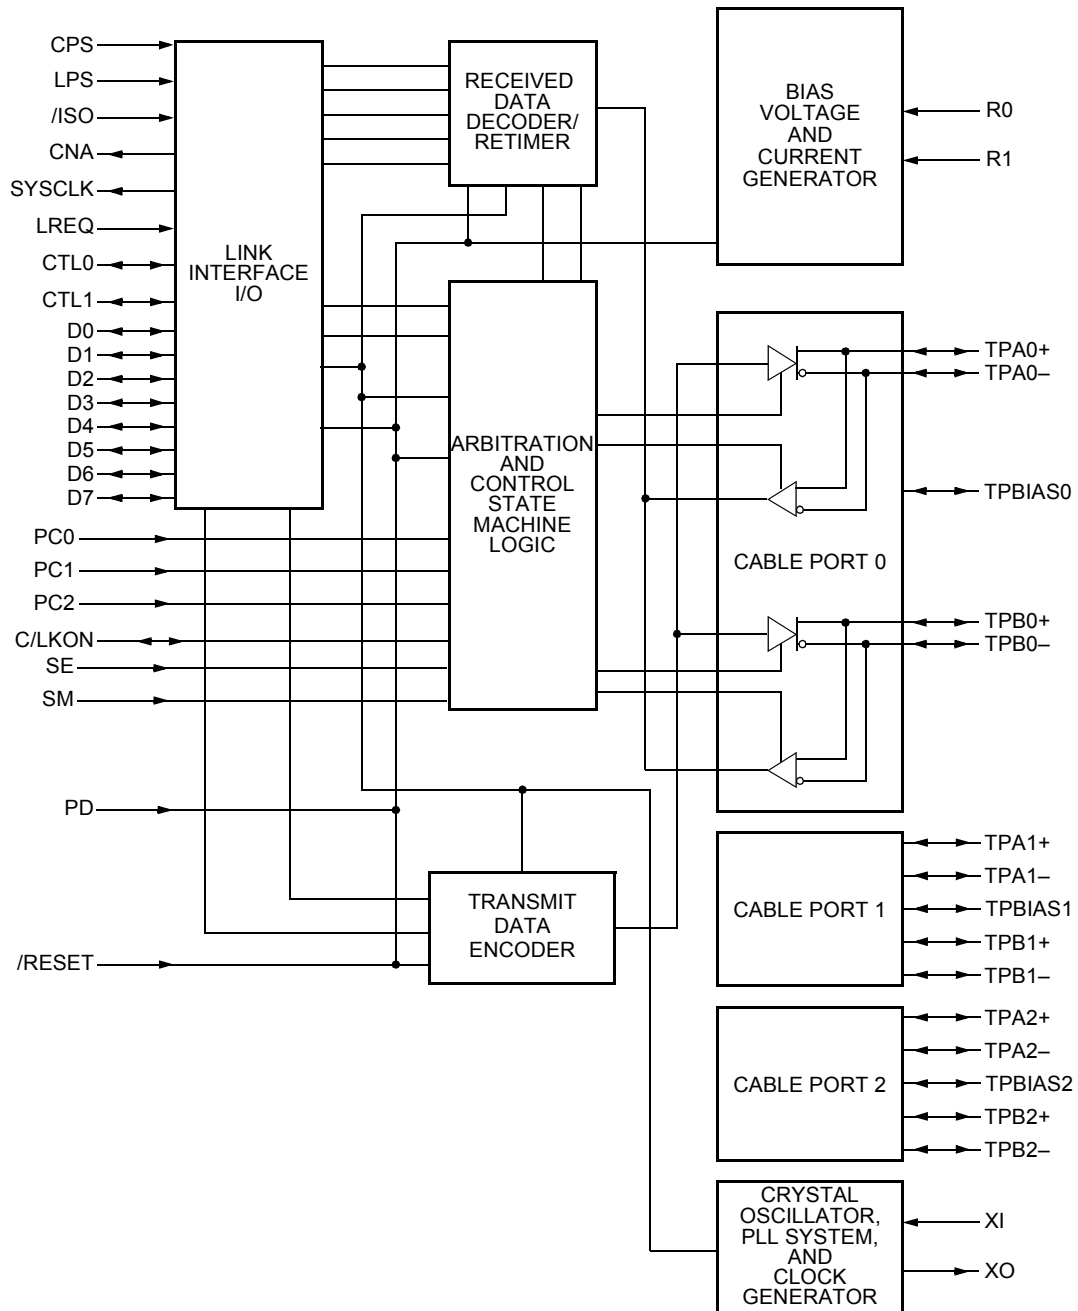 CPS
LPS
/ISO
CNA
SYSCLK
LREQ
CTL0
CTL1
D0
D1
D2
D3
D4
D5
D6
D7
PC0
PC1
PC2
C/LKON
SE
SM
PD
/RESET
LINK
INTERFACE
I/O
RECEIVED
DATA
DECODER/
RETIMER
ARBITRATION
AND
CONTROL
STATE
MACHINE
LOGIC
TRANSMIT
DATA
ENCODER
BIAS
VOLTAGE
AND
CURRENT
GENERATOR
R0
R1
CABLE PORT 0
TPA0+
TPA0–
TPBIAS0
TPB0+
TPB0–
CABLE PORT 1
TPA1+
TPA1–
TPBIAS1
TPB1+
TPB1–
CABLE PORT 2
TPA2+
TPA2–
TPBIAS2
TPB2+
TPB2–
CRYSTAL
OSCILLATOR,
PLL SYSTEM,
AND
CLOCK
GENERATOR
XI
XO